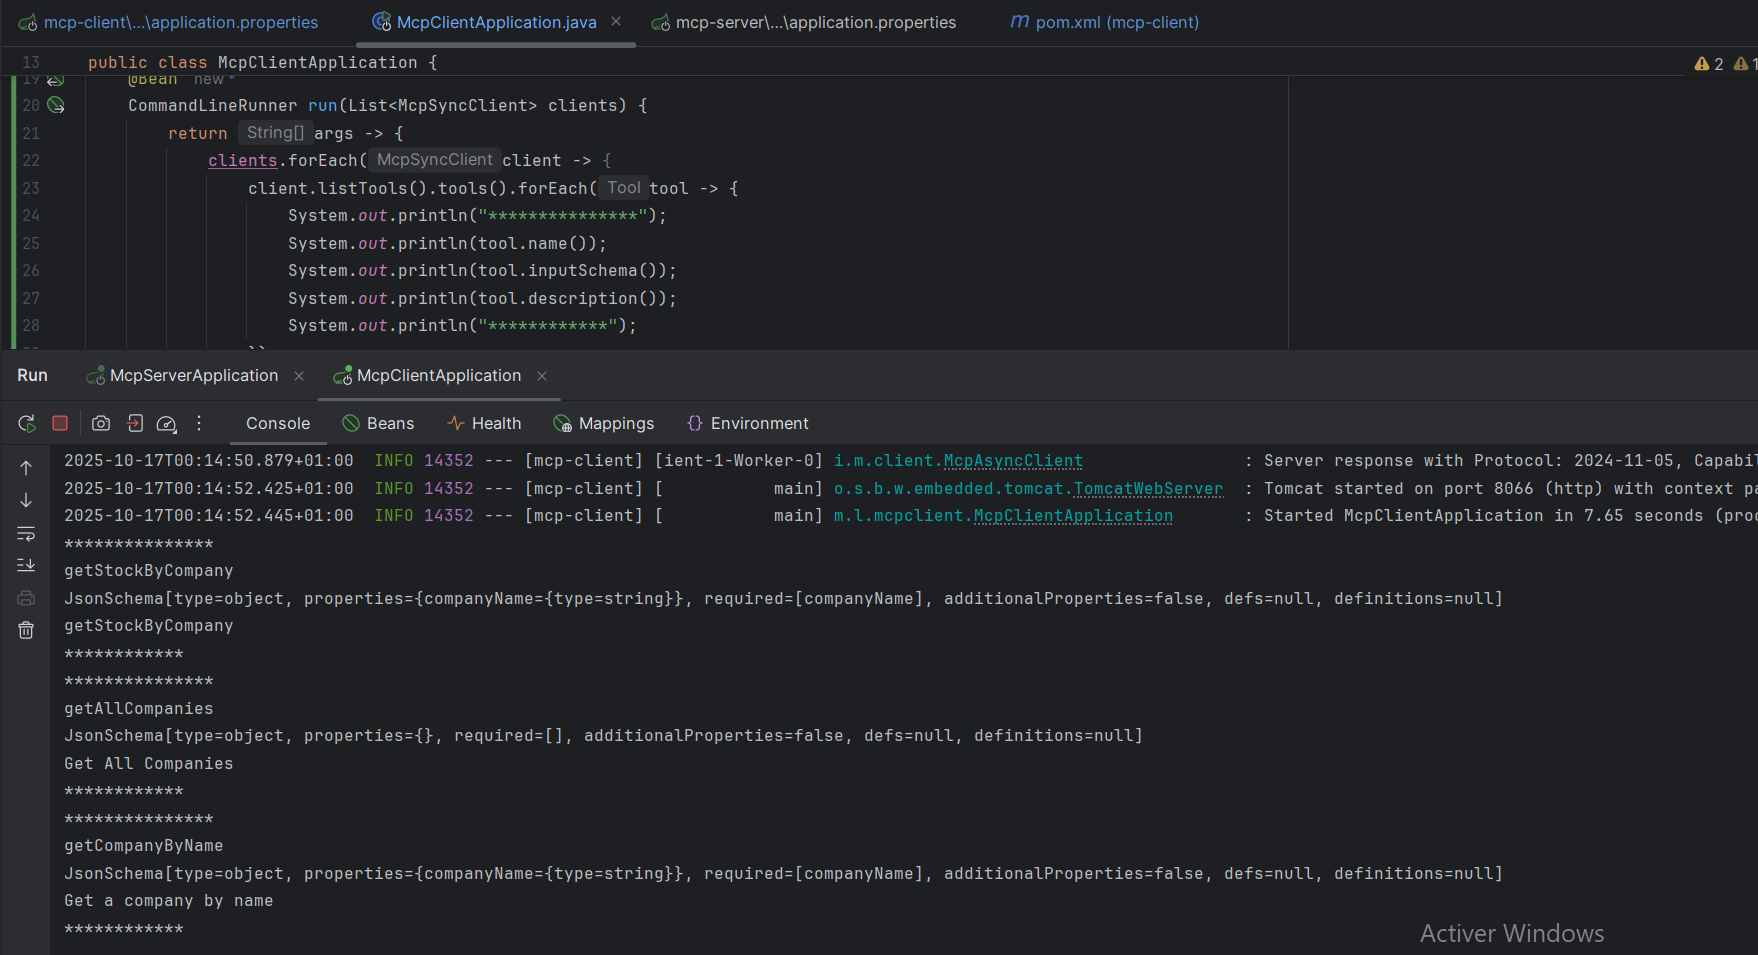 mcp-client\...\application.properties McpClientApplication.java mcp-server\...\application.properties pom.xml (mcp-client)
13 public class McpClientApplication { 2 1
19 @Bean new *
20 CommandLineRunner run(List<McpSyncClient> clients) {
21 return String[] args -> {
22 clients.forEach( McpSyncClient client -> {
23 client.listTools().tools().forEach( Tool tool -> {
24 System.out.println("***************");
25 System.out.println(tool.name());
26 System.out.println(tool.inputSchema());
27 System.out.println(tool.description());
28 System.out.println("************");
Run McpServerApplication McpClientApplication
Console Beans Health Mappings Environment
2025-10-17T00:14:50.879+01:00 INFO 14352 --- [mcp-client] [ient-1-Worker-0] i.m.client.McpAsyncClient : Server response with Protocol: 2024-11-05, Capabil
2025-10-17T00:14:52.425+01:00 INFO 14352 --- [mcp-client] [ main] o.s.b.w.embedded.tomcat.TomcatWebServer : Tomcat started on port 8066 (http) with context pa
2025-10-17T00:14:52.445+01:00 INFO 14352 --- [mcp-client] [ main] m.l.mcpclient.McpClientApplication : Started McpClientApplication in 7.65 seconds (proc
***************
getStockByCompany
JsonSchema[type=object, properties={companyName={type=string}}, required=[companyName], additionalProperties=false, defs=null, definitions=null]
getStockByCompany
************
***************
getAllCompanies
JsonSchema[type=object, properties={}, required=[], additionalProperties=false, defs=null, definitions=null]
Get All Companies
************
***************
getCompanyByName
JsonSchema[type=object, properties={companyName={type=string}}, required=[companyName], additionalProperties=false, defs=null, definitions=null]
Get a company by name
************
Activer Windows